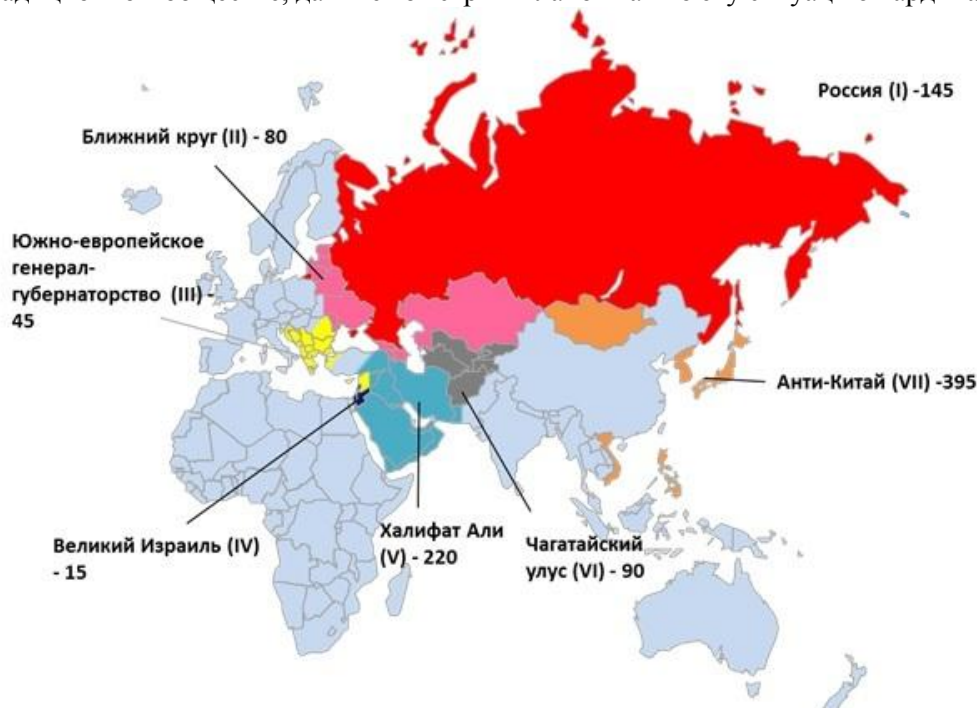 Россия (I) -145
Ближний круг (II) - 80
Южно-европейское
генерал-
губернаторство (III) -
45
Анти-Китай (VII) -395
Халифат Али
(V) - 220
Чагатайский
улус (VI) - 90
Великий Израиль (IV)
- 15